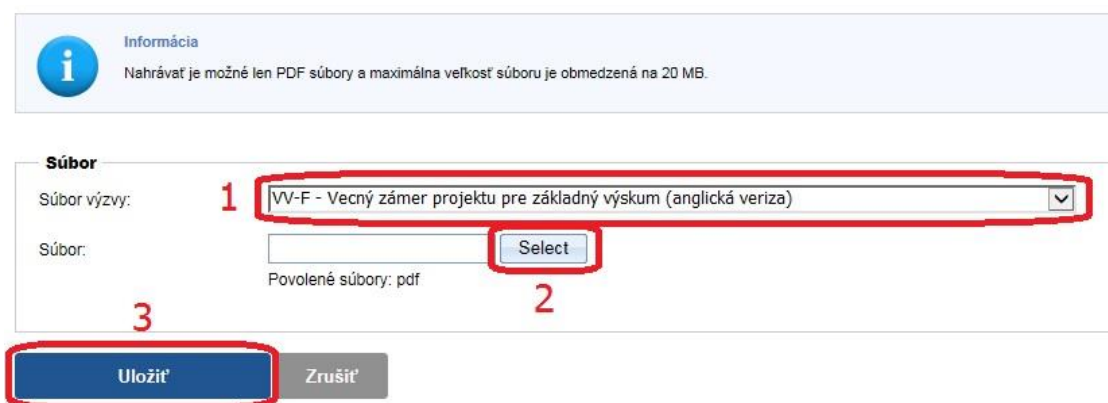 Informácia
Nahrávať je možné len PDF súbory a maximálna veľkosť súboru je obmedzená na 20 MB.
Súbor
Súbor výzvy: 1 VV-F - Vecný zámer projektu pre základný výskum (anglická veriza)
Súbor: Select
Povolené súbory: pdf
2
3
Uložiť Zrušiť